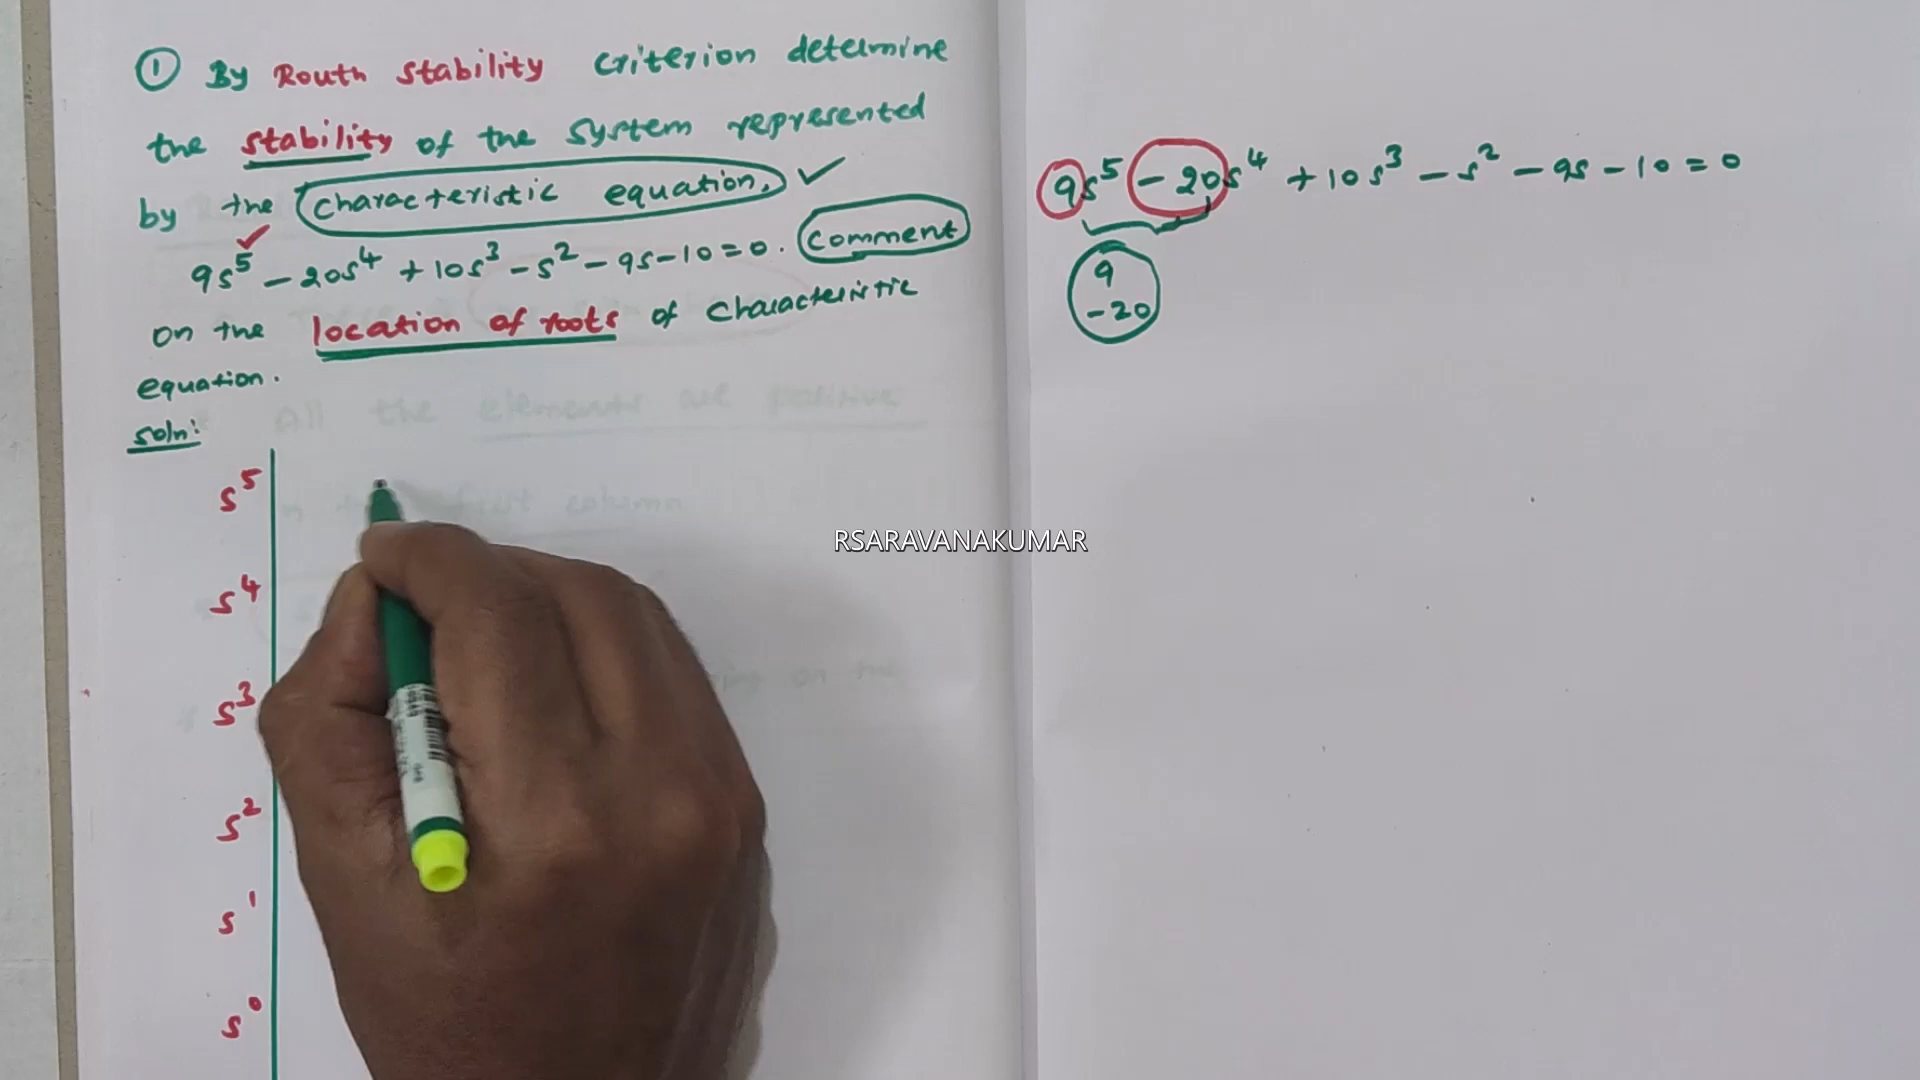 ① By Routh stability criterion determine
the stability of the system represented
by the characteristic equation, ✓
9s⁵ - 20s⁴ + 10s³ - s² - 9s - 10 = 0. comment
on the location of roots of characteristic
equation.
soln:
s⁵
s⁴
s³
s²
s¹
s⁰
9s⁵ - 20s⁴ + 10s³ - s² - 9s - 10 = 0
9
-20
RSARAVANAKUMAR